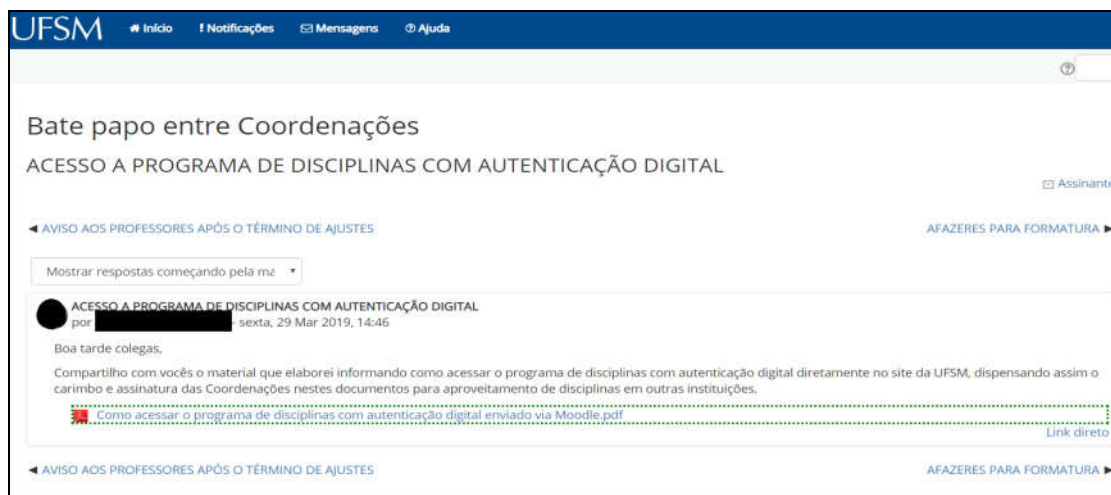 UFSM Início ! Notificações Mensagens Ajuda
Bate papo entre Coordenações
ACESSO A PROGRAMA DE DISCIPLINAS COM AUTENTICAÇÃO DIGITAL
Assinante
◄ AVISO AOS PROFESSORES APÓS O TÉRMINO DE AJUSTES AFAZERES PARA FORMATURA ►
Mostrar respostas começando pela ma
ACESSO A PROGRAMA DE DISCIPLINAS COM AUTENTICAÇÃO DIGITAL
por - sexta, 29 Mar 2019, 14:46
Boa tarde colegas,
Compartilho com vocês o material que elaborei informando como acessar o programa de disciplinas com autenticação digital diretamente no site da UFSM, dispensando assim o
carimbo e assinatura das Coordenações nestes documentos para aproveitamento de disciplinas em outras instituições.
Como acessar o programa de disciplinas com autenticação digital enviado via Moodle.pdf
Link direto
◄ AVISO AOS PROFESSORES APÓS O TÉRMINO DE AJUSTES AFAZERES PARA FORMATURA ►